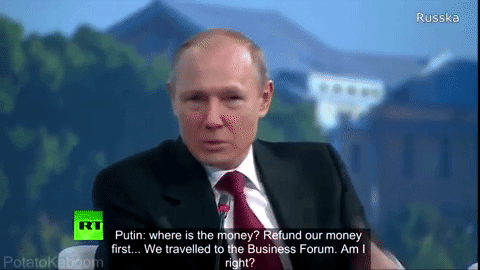 Russka
RT
Putin: where is the money? Refund our money
first... We travelled to the Business Forum. Am I
right?
PotatoKaboom